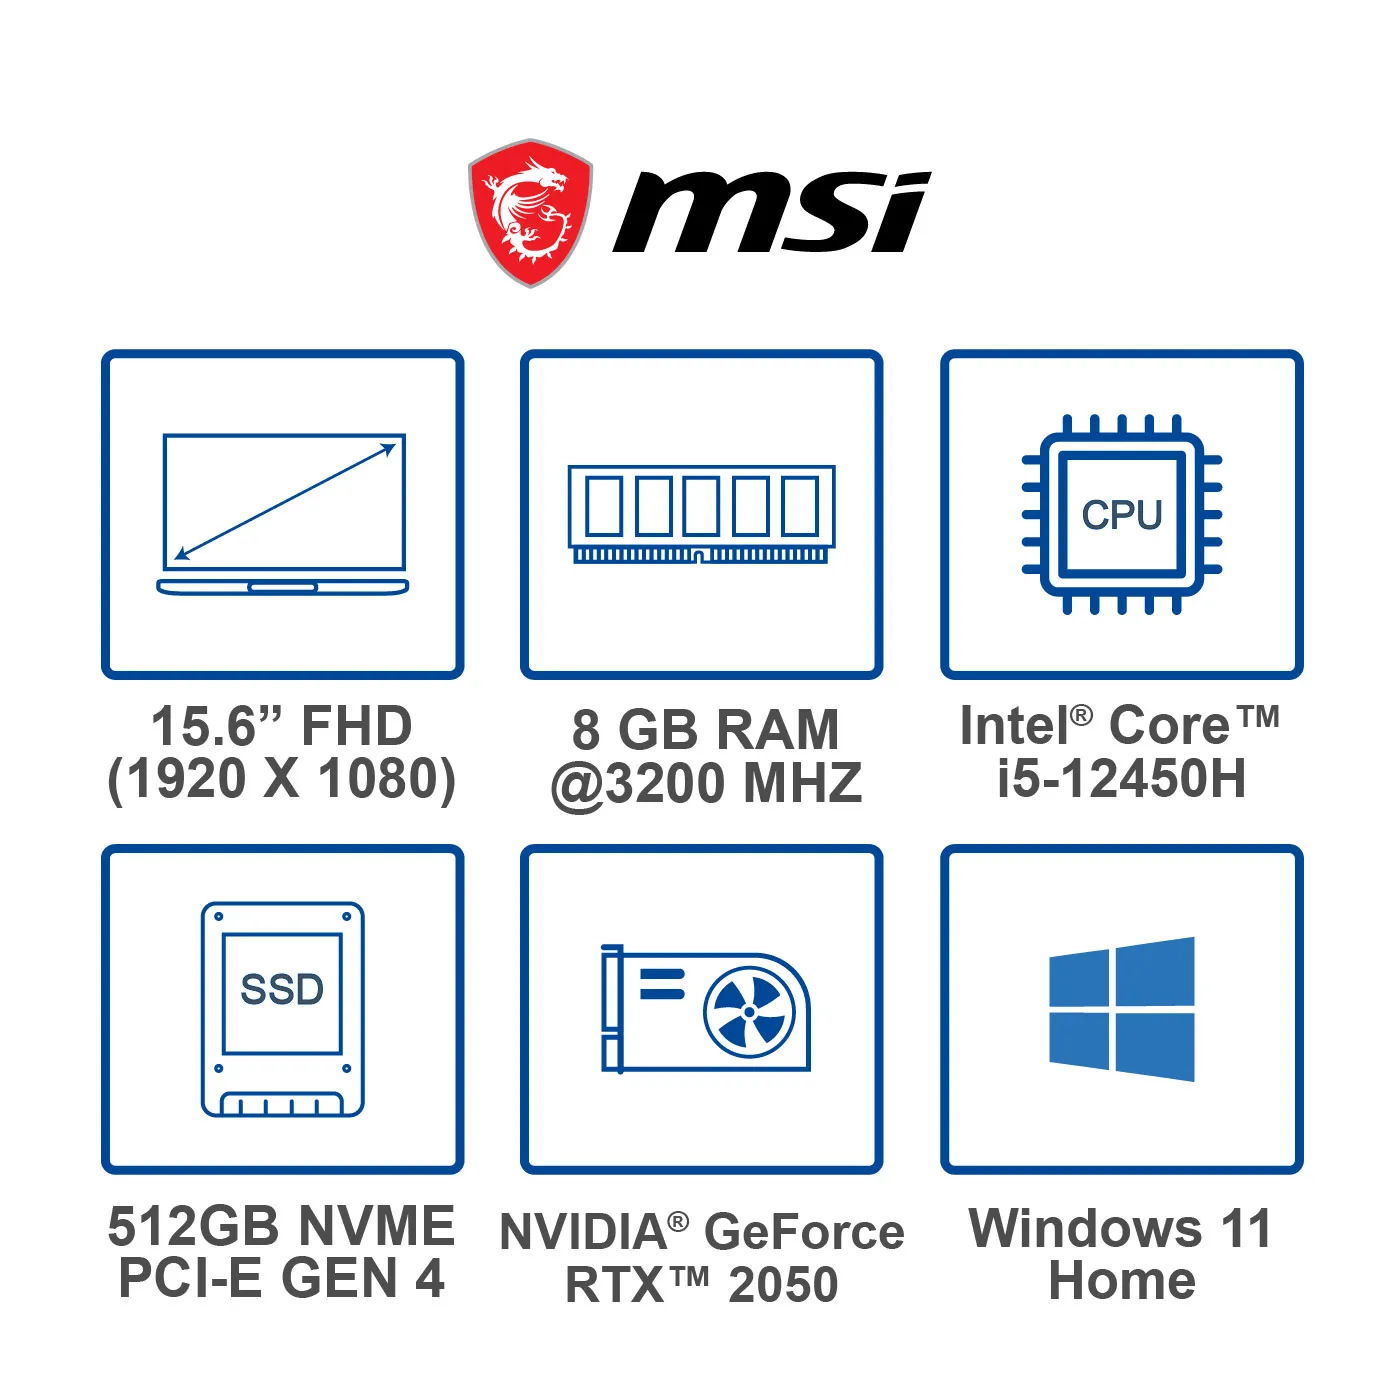 msi
15.6” FHD
(1920 X 1080)
8 GB RAM
@3200 MHZ
CPU
Intel® Core™
i5-12450H
SSD
512GB NVME
PCI-E GEN 4
NVIDIA® GeForce
RTX™ 2050
Windows 11
Home